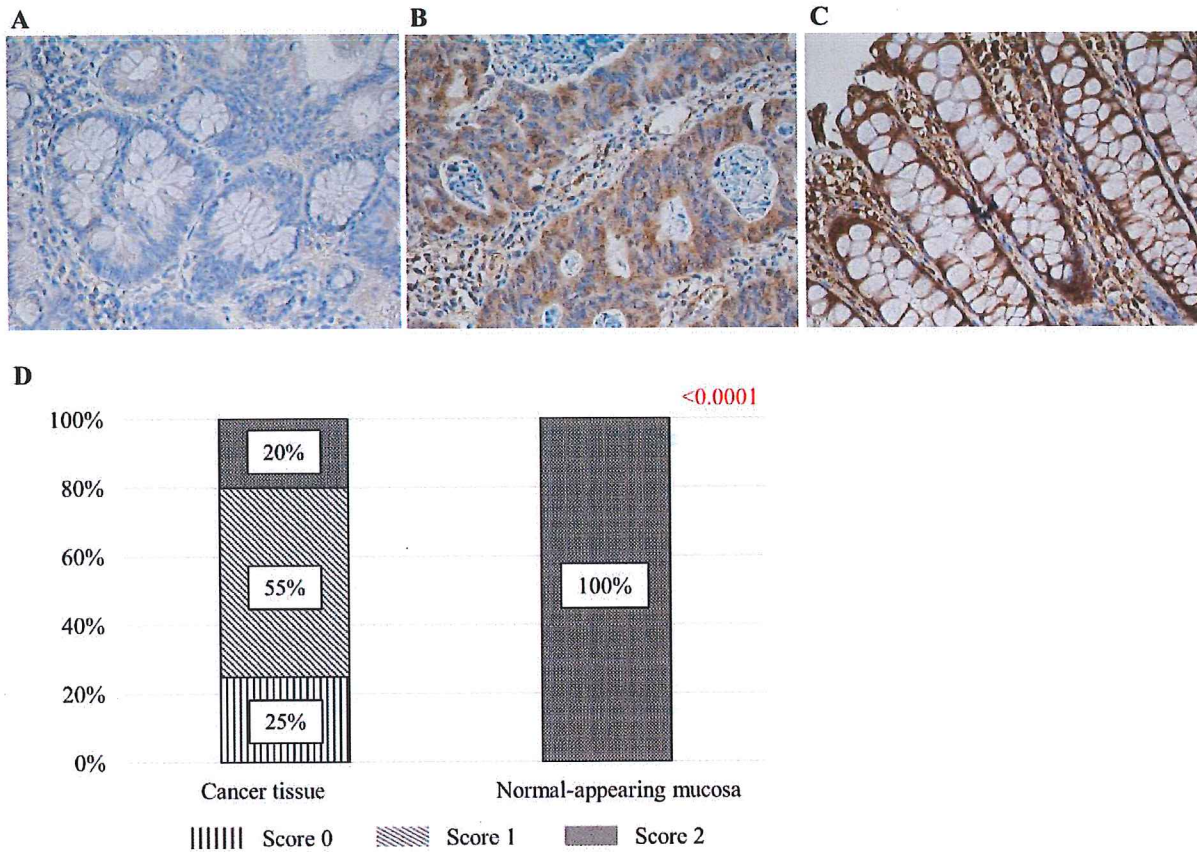 A
B
C
D
<0.0001
100%
80%
60%
40%
20%
0%
20%
55%
25%
100%
Cancer tissue
Normal-appearing mucosa
Score 0
Score 1
Score 2